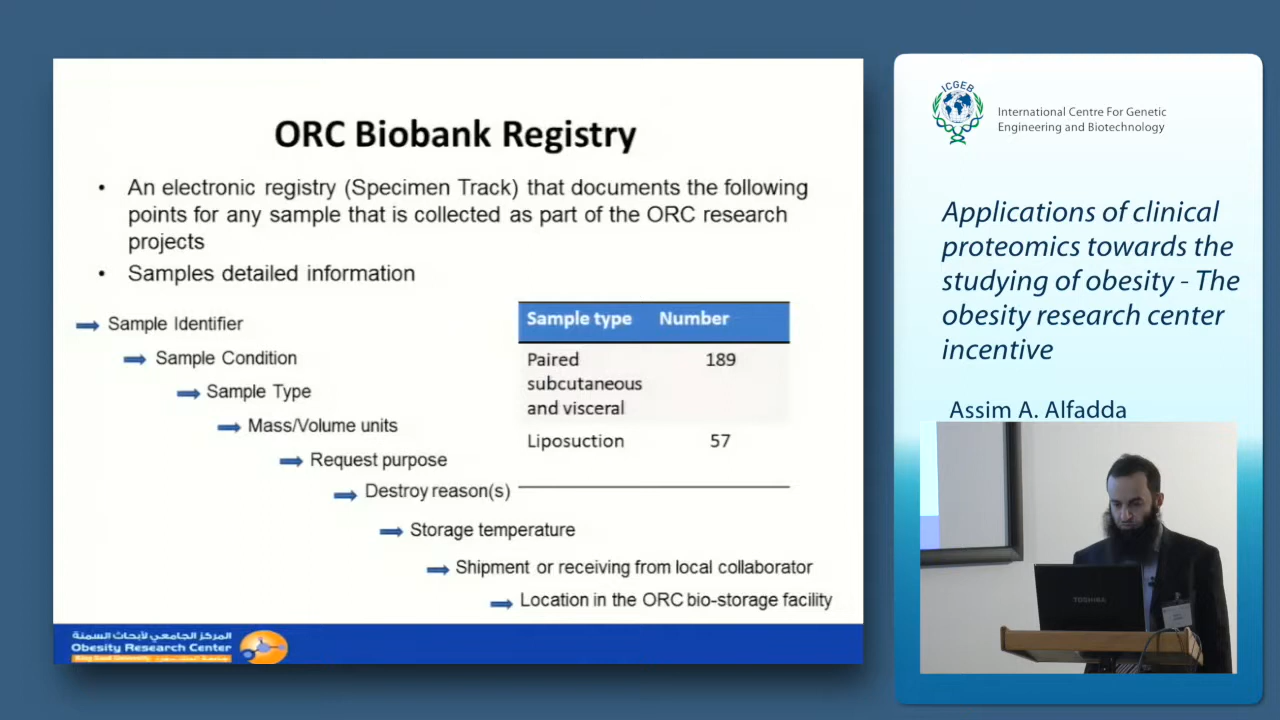 ORC Biobank Registry
• An electronic registry (Specimen Track) that documents the following
points for any sample that is collected as part of the ORC research
projects
• Samples detailed information
Sample Identifier
Sample Condition
Sample Type
Mass/Volume units
Request purpose
Destroy reason(s)
Storage temperature
Shipment or receiving from local collaborator
Location in the ORC bio-storage facility
Sample type Number
Paired 189
subcutaneous
and visceral
Liposuction 57
المركز الجامعي لأبحاث السمنة
Obesity Research Center
King Saud University
ICGEB
International Centre For Genetic
Engineering and Biotechnology
Applications of clinical
proteomics towards the
studying of obesity - The
obesity research center
incentive
Assim A. Alfadda
TOSHIBA